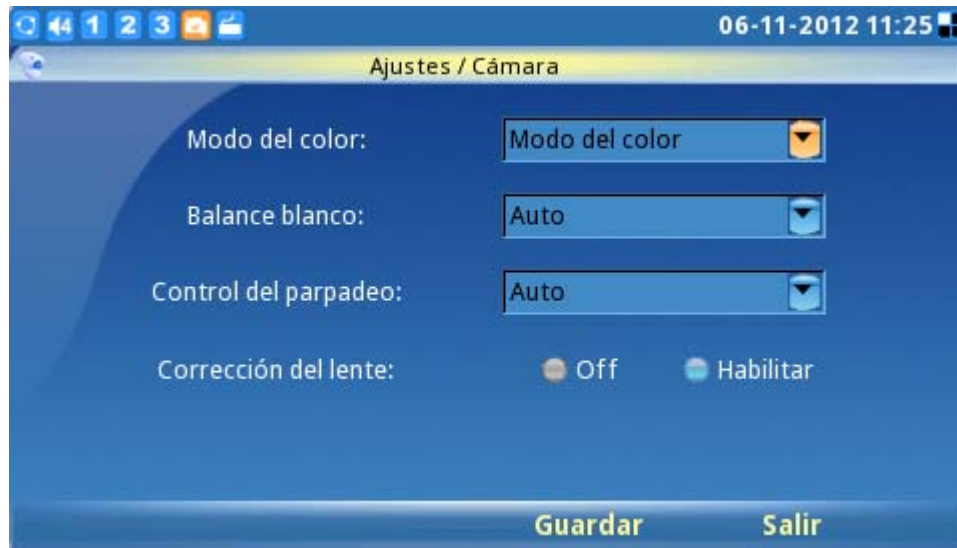 4 1 2 3 06-11-2012 11:25
Ajustes / Cámara
Modo del color: Modo del color
Balance blanco: Auto
Control del parpadeo: Auto
Corrección del lente: Off Habilitar
Guardar Salir